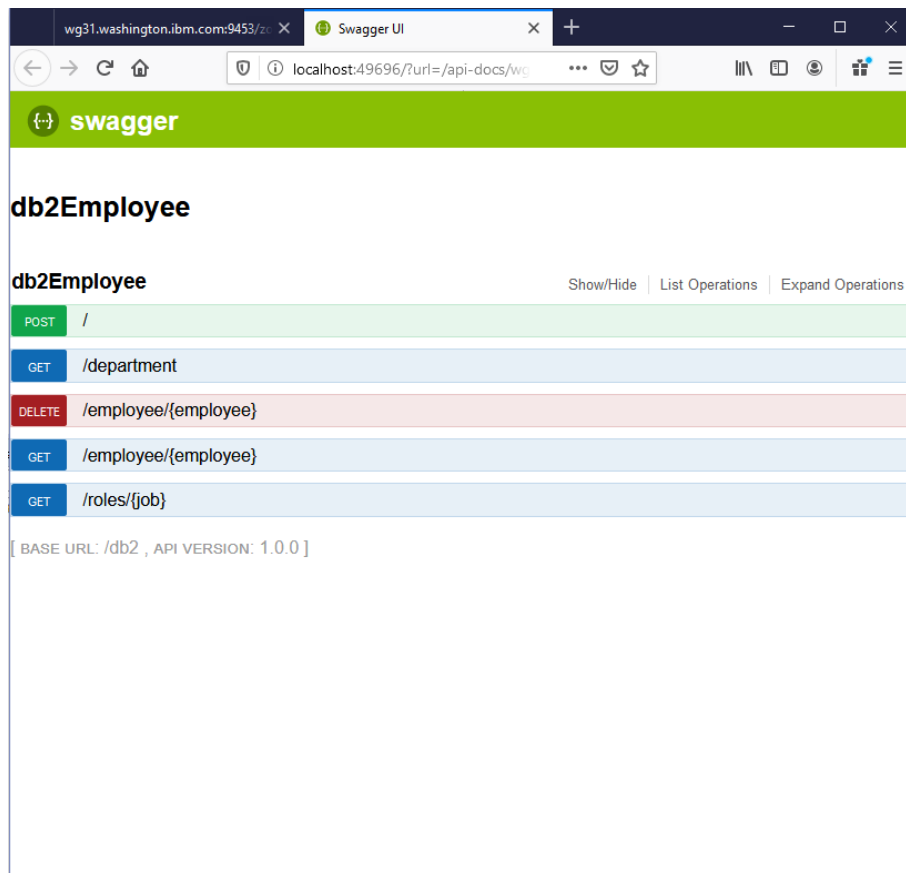 wg31.washington.ibm.com:9453/zo
Swagger UI
localhost:49696/?url=/api-docs/wg
{···} swagger
db2Employee
db2Employee Show/Hide List Operations Expand Operations
POST /
GET /department
DELETE /employee/{employee}
GET /employee/{employee}
GET /roles/{job}
[ BASE URL: /db2 , API VERSION: 1.0.0 ]